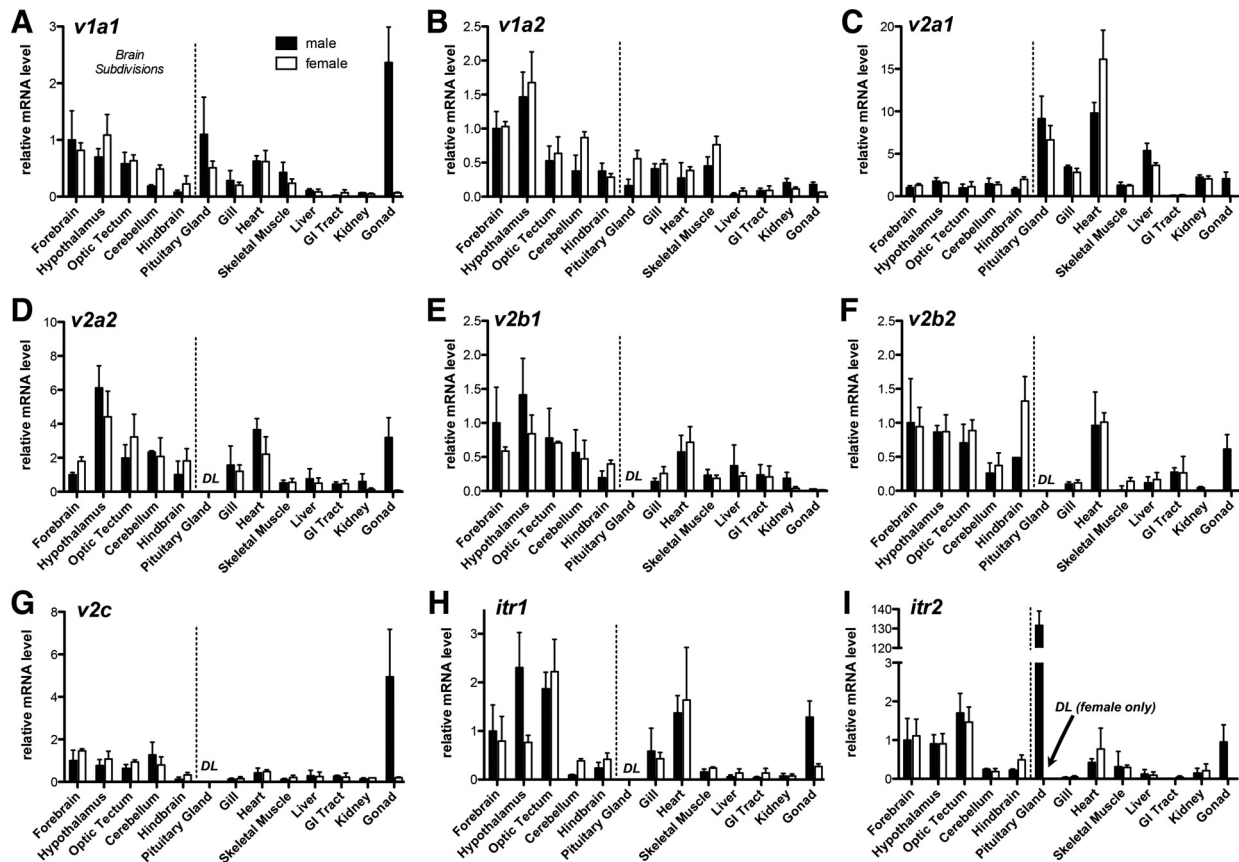 A v1a1
relative mRNA level
3
2
1
0
Brain
Subdivisions
male
female
Forebrain
Hypothalamus
Optic Tectum
Cerebellum
Hindbrain
Pituitary Gland
Gill
Heart
Skeletal Muscle
Liver
GI Tract
Kidney
Gonad
B v1a2
relative mRNA level
2.5
2.0
1.5
1.0
0.5
0.0
Forebrain
Hypothalamus
Optic Tectum
Cerebellum
Hindbrain
Pituitary Gland
Gill
Heart
Skeletal Muscle
Liver
GI Tract
Kidney
Gonad
C v2a1
relative mRNA level
20
15
10
5
0
Forebrain
Hypothalamus
Optic Tectum
Cerebellum
Hindbrain
Pituitary Gland
Gill
Heart
Skeletal Muscle
Liver
GI Tract
Kidney
Gonad
D v2a2
relative mRNA level
10
8
6
4
2
0
DL
Forebrain
Hypothalamus
Optic Tectum
Cerebellum
Hindbrain
Pituitary Gland
Gill
Heart
Skeletal Muscle
Liver
GI Tract
Kidney
Gonad
E v2b1
relative mRNA level
2.5
2.0
1.5
1.0
0.5
0.0
DL
Forebrain
Hypothalamus
Optic Tectum
Cerebellum
Hindbrain
Pituitary Gland
Gill
Heart
Skeletal Muscle
Liver
GI Tract
Kidney
Gonad
F v2b2
relative mRNA level
2.5
2.0
1.5
1.0
0.5
0.0
DL
Forebrain
Hypothalamus
Optic Tectum
Cerebellum
Hindbrain
Pituitary Gland
Gill
Heart
Skeletal Muscle
Liver
GI Tract
Kidney
Gonad
G v2c
relative mRNA level
8
6
4
2
0
DL
Forebrain
Hypothalamus
Optic Tectum
Cerebellum
Hindbrain
Pituitary Gland
Gill
Heart
Skeletal Muscle
Liver
GI Tract
Kidney
Gonad
H itr1
relative mRNA level
3
2
1
0
DL
Forebrain
Hypothalamus
Optic Tectum
Cerebellum
Hindbrain
Pituitary Gland
Gill
Heart
Skeletal Muscle
Liver
GI Tract
Kidney
Gonad
I itr2
relative mRNA level
140
130
120
3
2
1
0
DL (female only)
Forebrain
Hypothalamus
Optic Tectum
Cerebellum
Hindbrain
Pituitary Gland
Gill
Heart
Skeletal Muscle
Liver
GI Tract
Kidney
Gonad